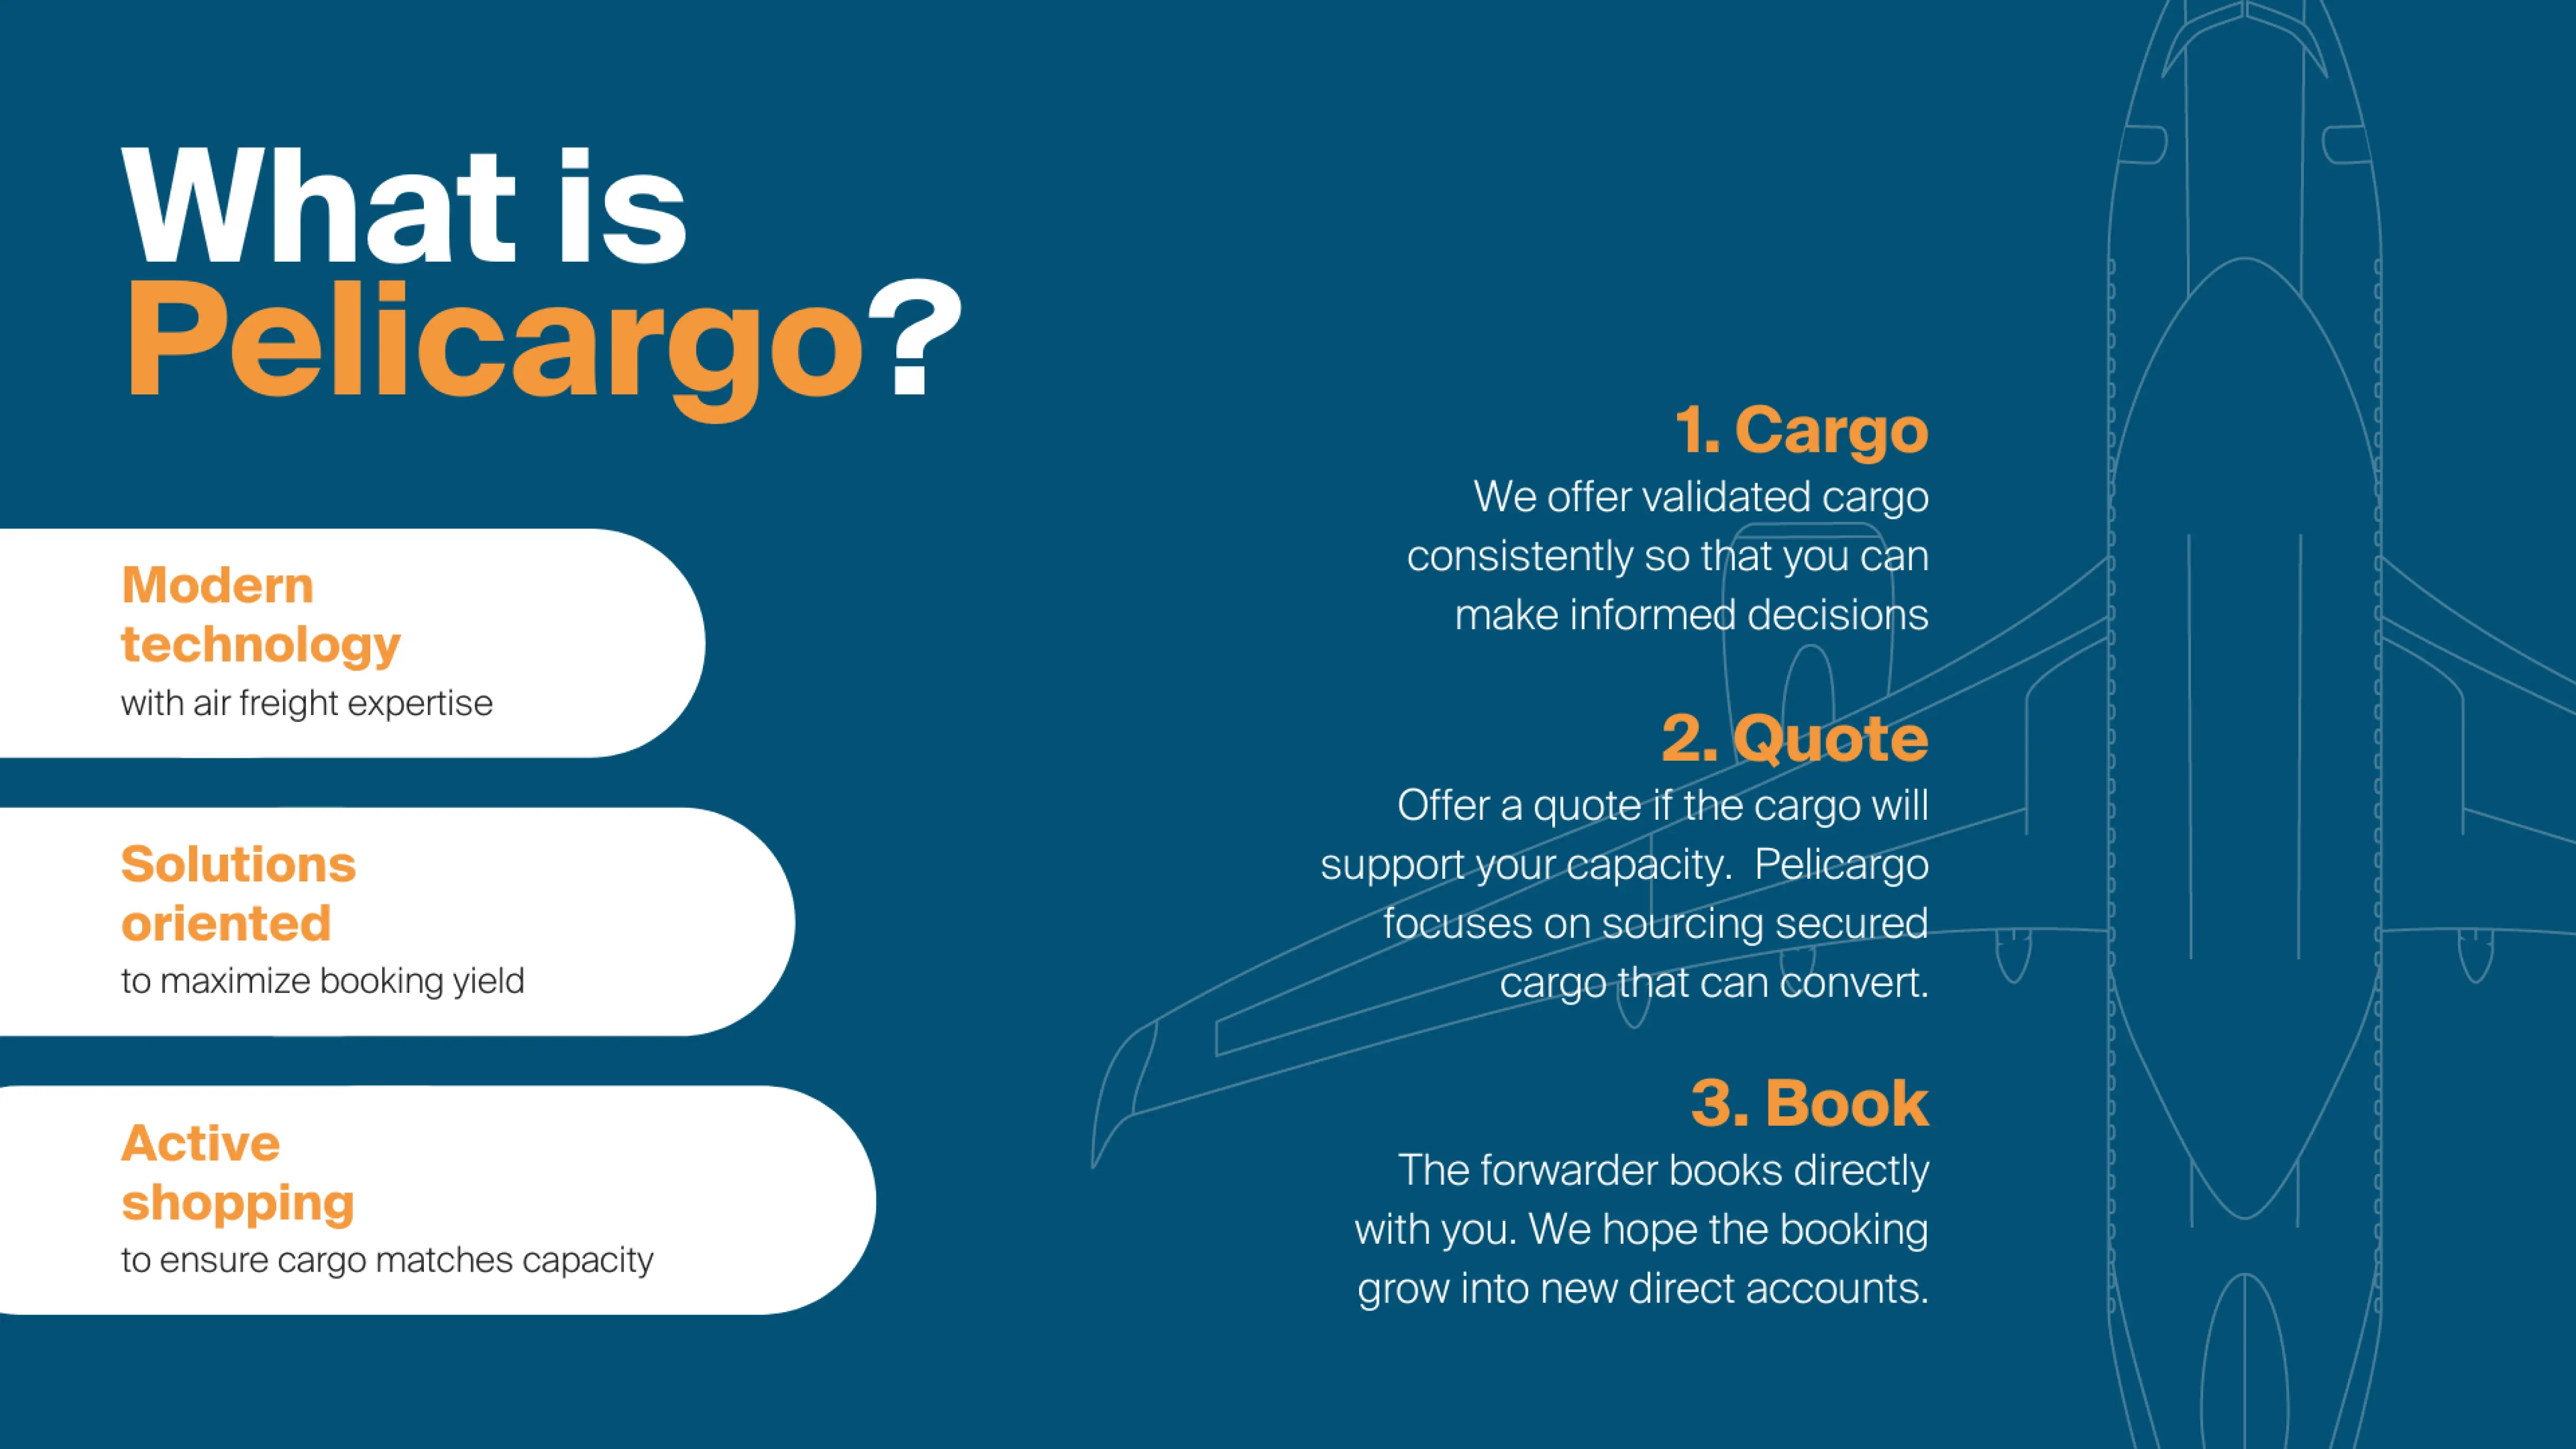 What is
Pelicargo?
Modern
technology
with air freight expertise
Solutions
oriented
to maximize booking yield
Active
shopping
to ensure cargo matches capacity
1. Cargo
We offer validated cargo
consistently so that you can
make informed decisions
2. Quote
Offer a quote if the cargo will
support your capacity.  Pelicargo
focuses on sourcing secured
cargo that can convert.
3. Book
The forwarder books directly
with you. We hope the booking
grow into new direct accounts.